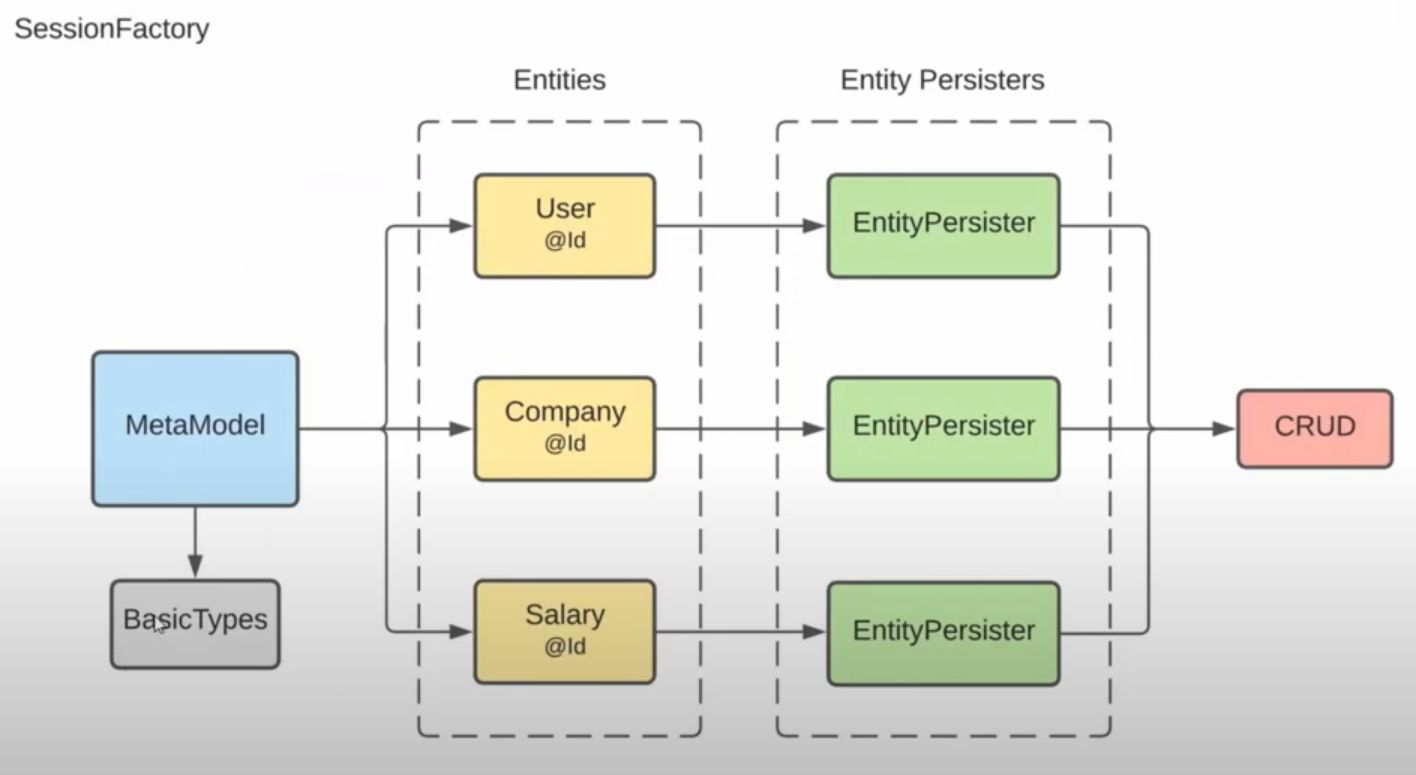 SessionFactory
Entities
Entity Persisters
User
@Id
EntityPersister
MetaModel
Company
@Id
EntityPersister
CRUD
BasicTypes
Salary
@Id
EntityPersister